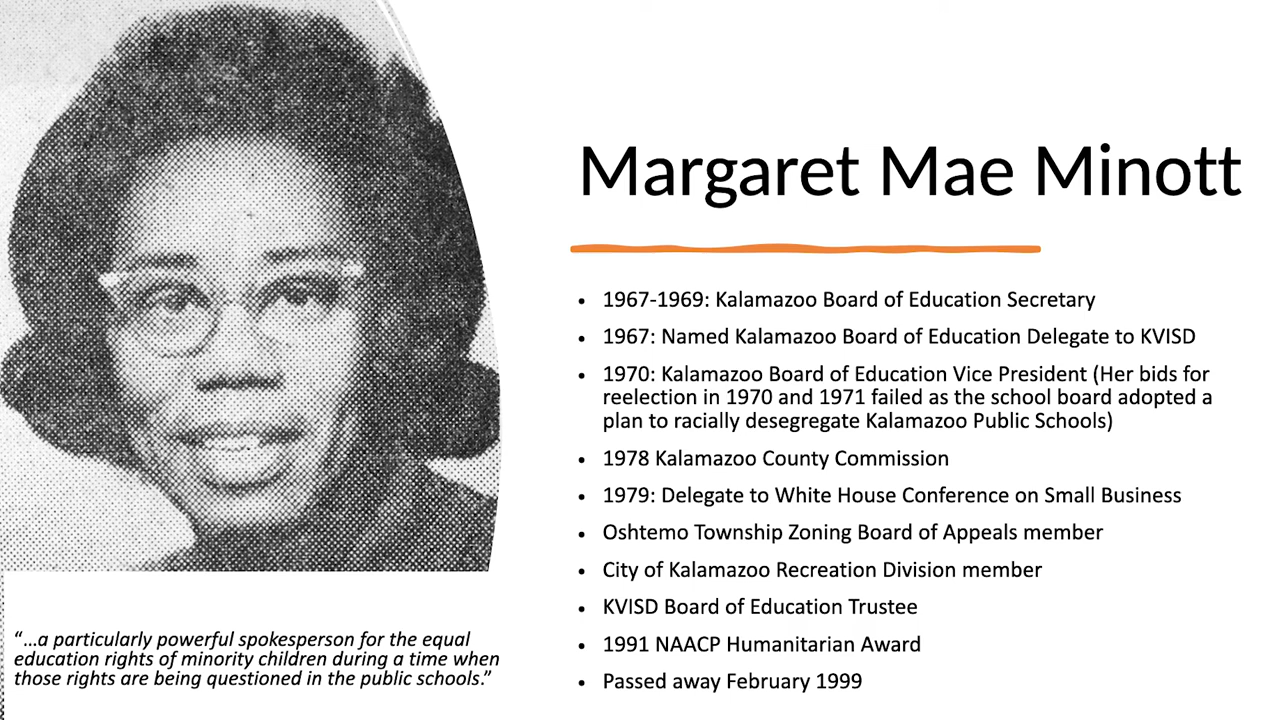 Margaret Mae Minott
• 1967-1969: Kalamazoo Board of Education Secretary
• 1967: Named Kalamazoo Board of Education Delegate to KVISD
• 1970: Kalamazoo Board of Education Vice President (Her bids for
reelection in 1970 and 1971 failed as the school board adopted a
plan to racially desegregate Kalamazoo Public Schools)
• 1978 Kalamazoo County Commission
• 1979: Delegate to White House Conference on Small Business
• Oshtemo Township Zoning Board of Appeals member
• City of Kalamazoo Recreation Division member
• KVISD Board of Education Trustee
• 1991 NAACP Humanitarian Award
• Passed away February 1999
“…a particularly powerful spokesperson for the equal
education rights of minority children during a time when
those rights are being questioned in the public schools.”